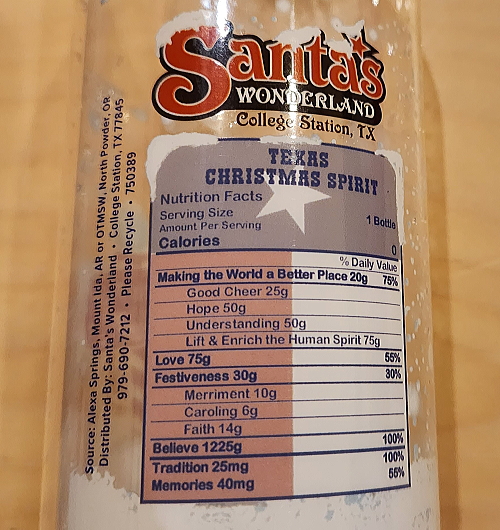 Santa's
WONDERLAND
College Station, TX
TEXAS
CHRISTMAS SPIRIT
Nutrition Facts
Serving Size 1 Bottle
Amount Per Serving
Calories 0
% Daily Value
Making the World a Better Place 20g 75%
Good Cheer 25g
Hope 50g
Understanding 50g
Lift & Enrich the Human Spirit 75g
Love 75g 55%
Festiveness 30g 30%
Merriment 10g
Caroling 6g
Faith 14g
Believe 1225g 100%
Tradition 25mg 100%
Memories 40mg 55%
Source: Alexa Springs, Mount Ida, AR or OTMSW, North Powder, OR
Distributed By: Santa's Wonderland • College Station, TX 77845
979-690-7212 • Please Recycle • 750389